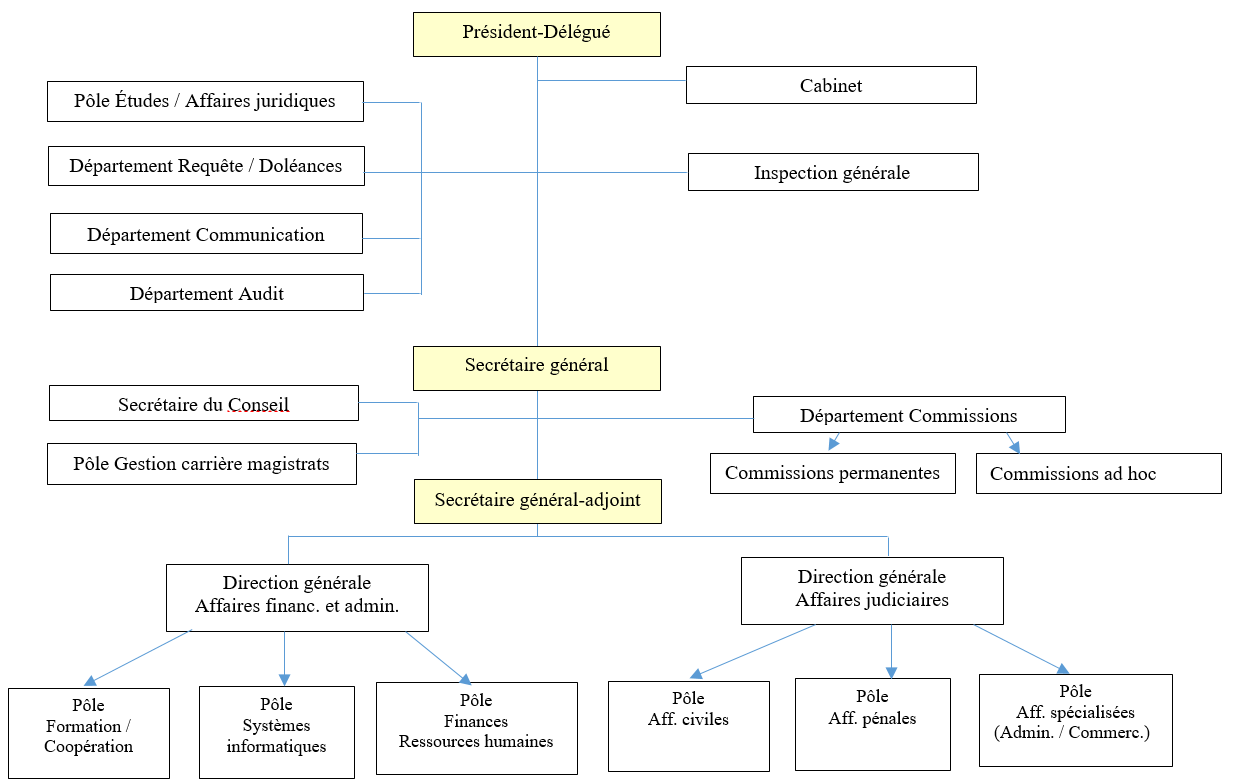 Président-Délégué
Cabinet
Pôle Études / Affaires juridiques
Département Requête / Doléances
Inspection générale
Département Communication
Département Audit
Secrétaire général
Secrétaire du Conseil
Département Commissions
Pôle Gestion carrière magistrats
Commissions permanentes
Commissions ad hoc
Secrétaire général-adjoint
Direction générale
Affaires financ. et admin.
Direction générale
Affaires judiciaires
Pôle
Formation /
Coopération
Pôle
Systèmes
informatiques
Pôle
Finances
Ressources humaines
Pôle
Aff. civiles
Pôle
Aff. pénales
Pôle
Aff. spécialisées
(Admin. / Commerc.)